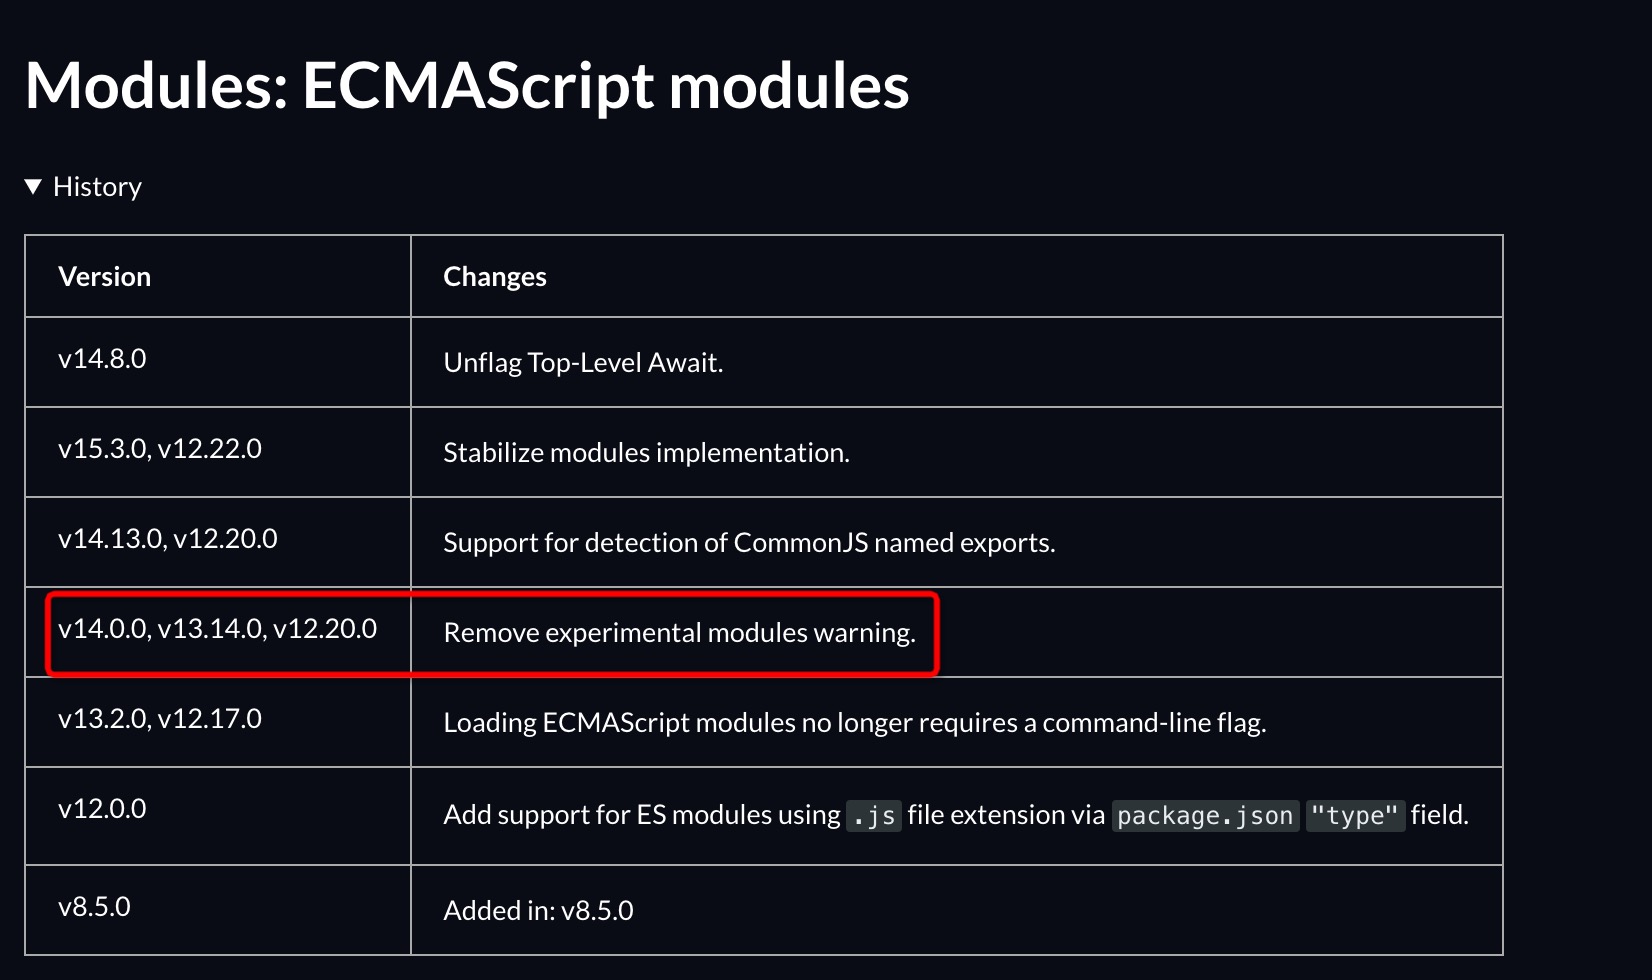 Modules: ECMAScript modules
▼ History
Version Changes
v14.8.0 Unflag Top-Level Await.
v15.3.0, v12.22.0 Stabilize modules implementation.
v14.13.0, v12.20.0 Support for detection of CommonJS named exports.
v14.0.0, v13.14.0, v12.20.0 Remove experimental modules warning.
v13.2.0, v12.17.0 Loading ECMAScript modules no longer requires a command-line flag.
v12.0.0 Add support for ES modules using .js file extension via package.json "type" field.
v8.5.0 Added in: v8.5.0